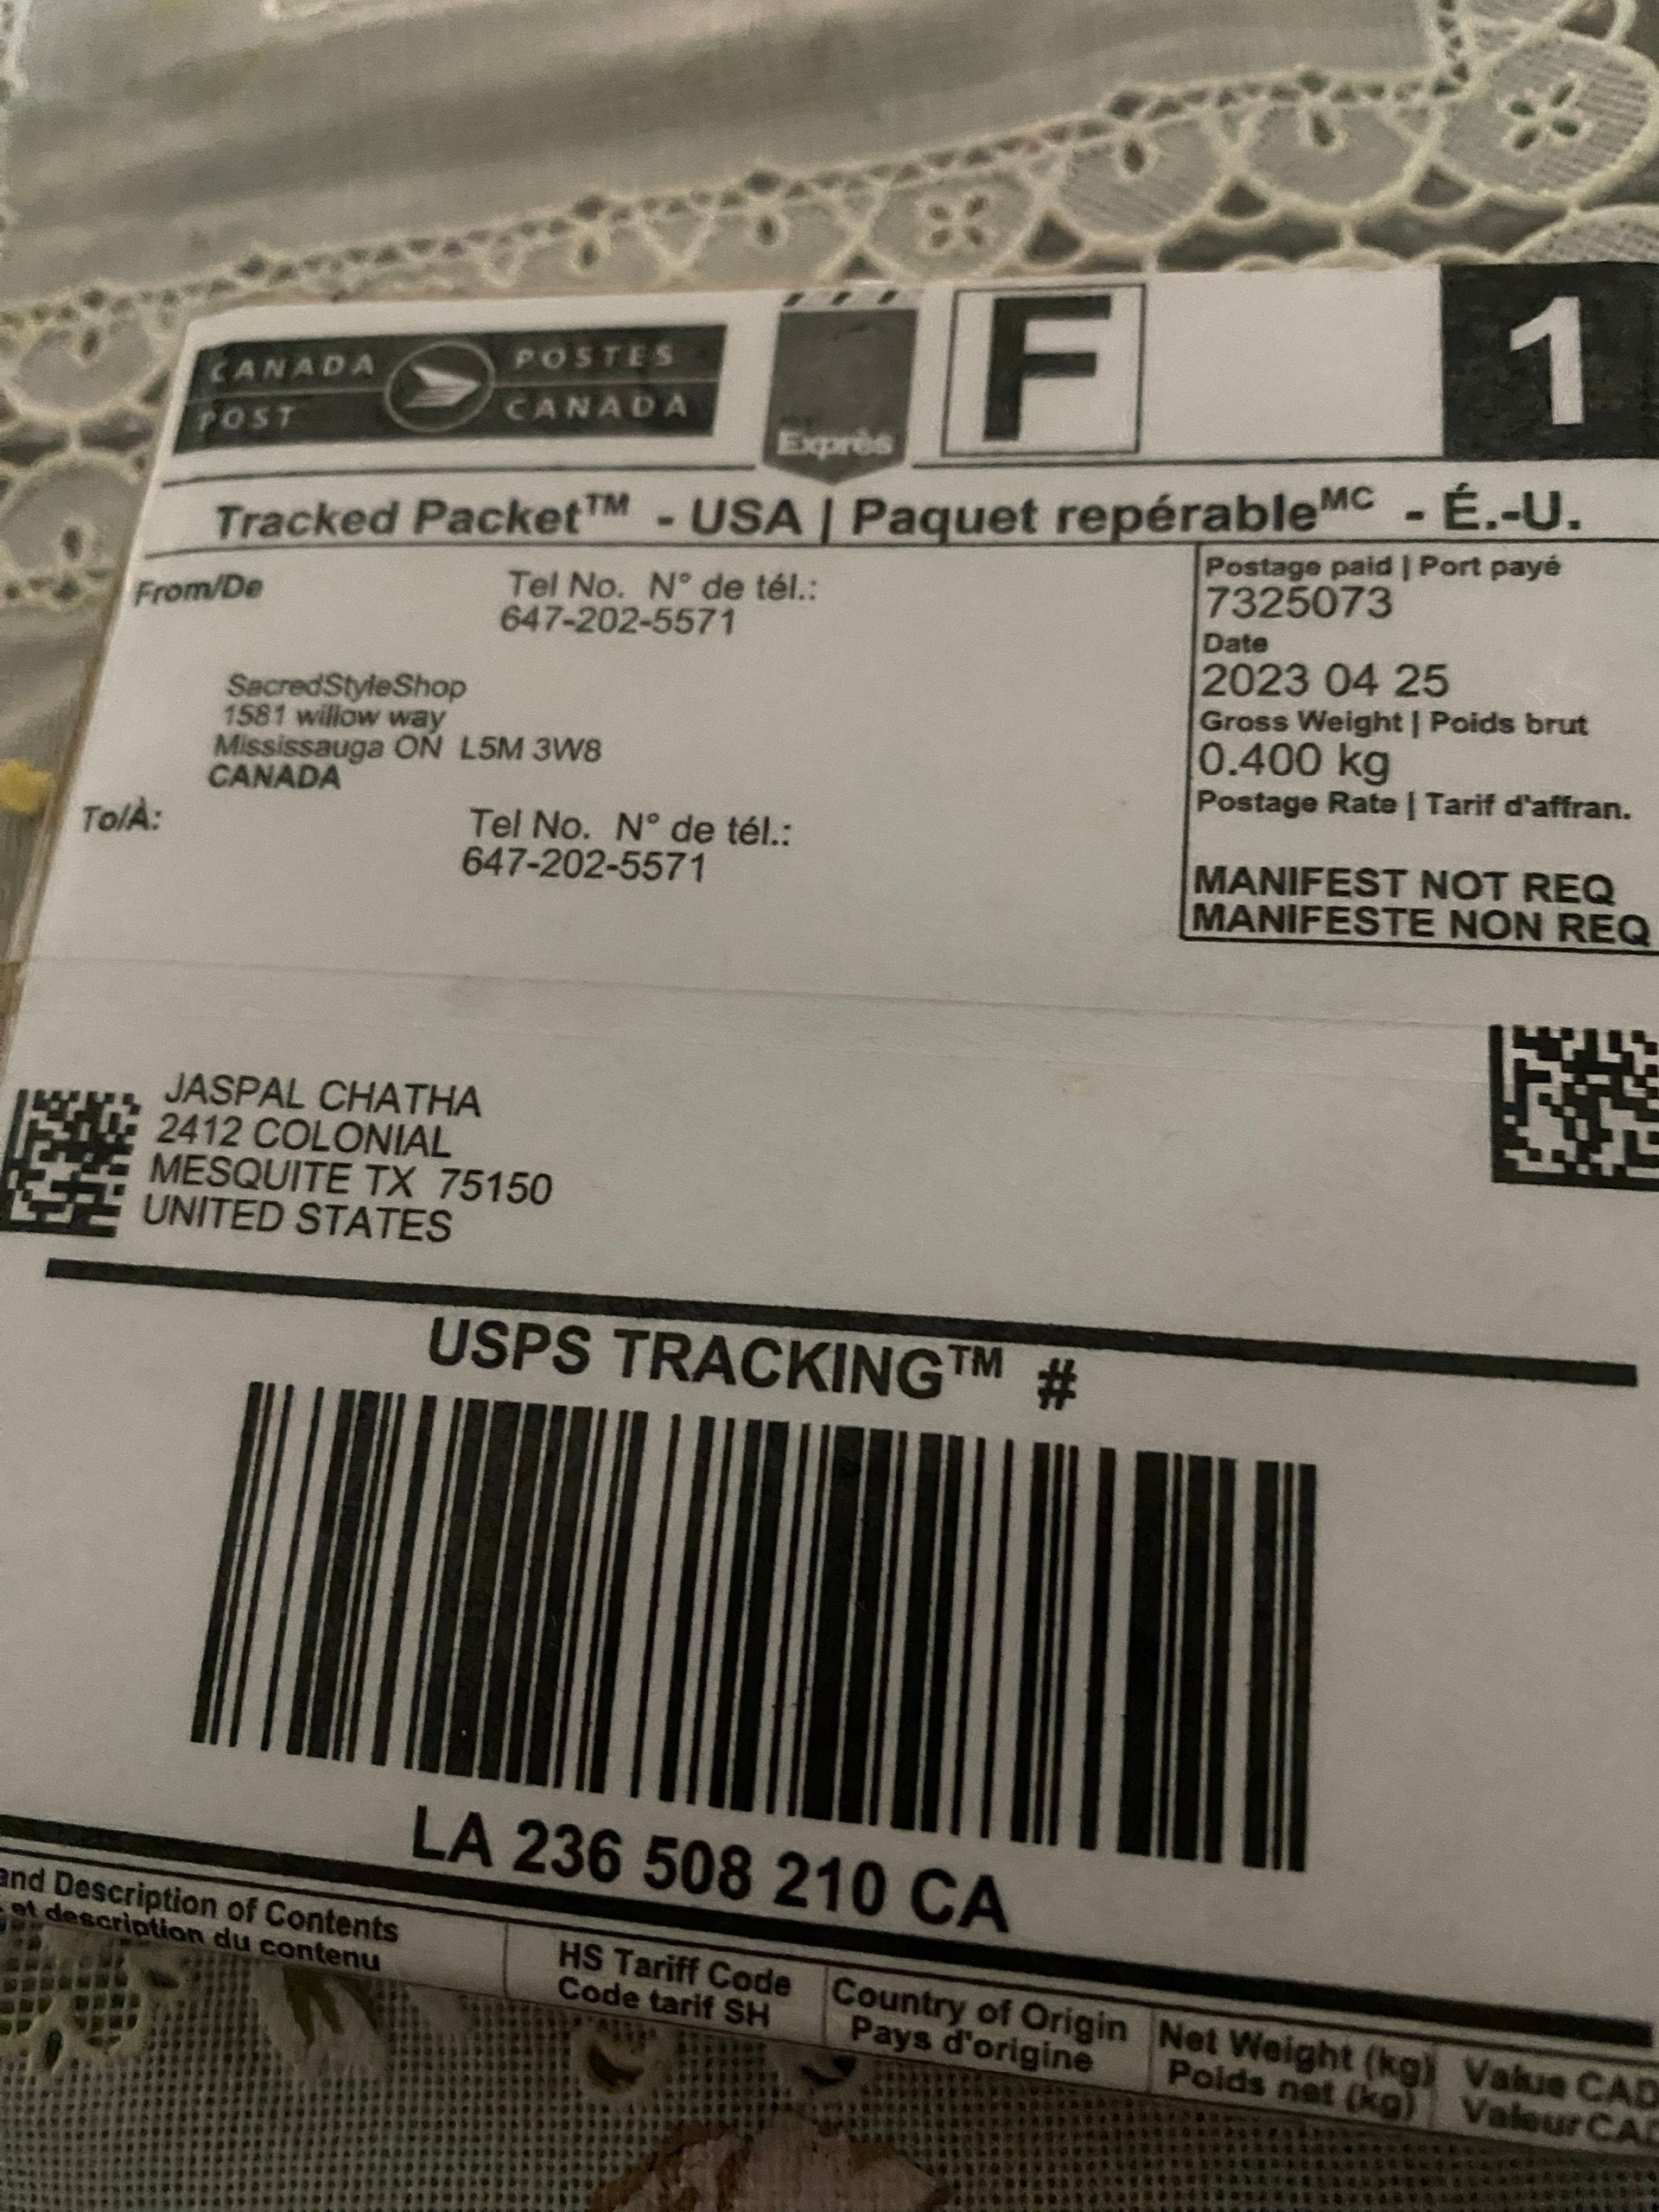 CANADA POST
POSTES CANADA
Exprès
F
1
Tracked Packet™ - USA | Paquet repérableMC - É.-U.
From/De
Tel No. N° de tél.:
647-202-5571
SacredStyleShop
1581 willow way
Mississauga ON L5M 3W8
CANADA
Postage paid | Port payé
7325073
Date
2023 04 25
Gross Weight | Poids brut
0.400 kg
Postage Rate | Tarif d'affran.
MANIFEST NOT REQ
MANIFESTE NON REQ
To/À:
Tel No. N° de tél.:
647-202-5571
JASPAL CHATHA
2412 COLONIAL
MESQUITE TX 75150
UNITED STATES
USPS TRACKING™ #
LA 236 508 210 CA
and Description of Contents
et description du contenu
HS Tariff Code
Code tarif SH
Country of Origin
Pays d'origine
Net Weight (kg)
Poids net (kg)
Value CAD
Valeur CAD